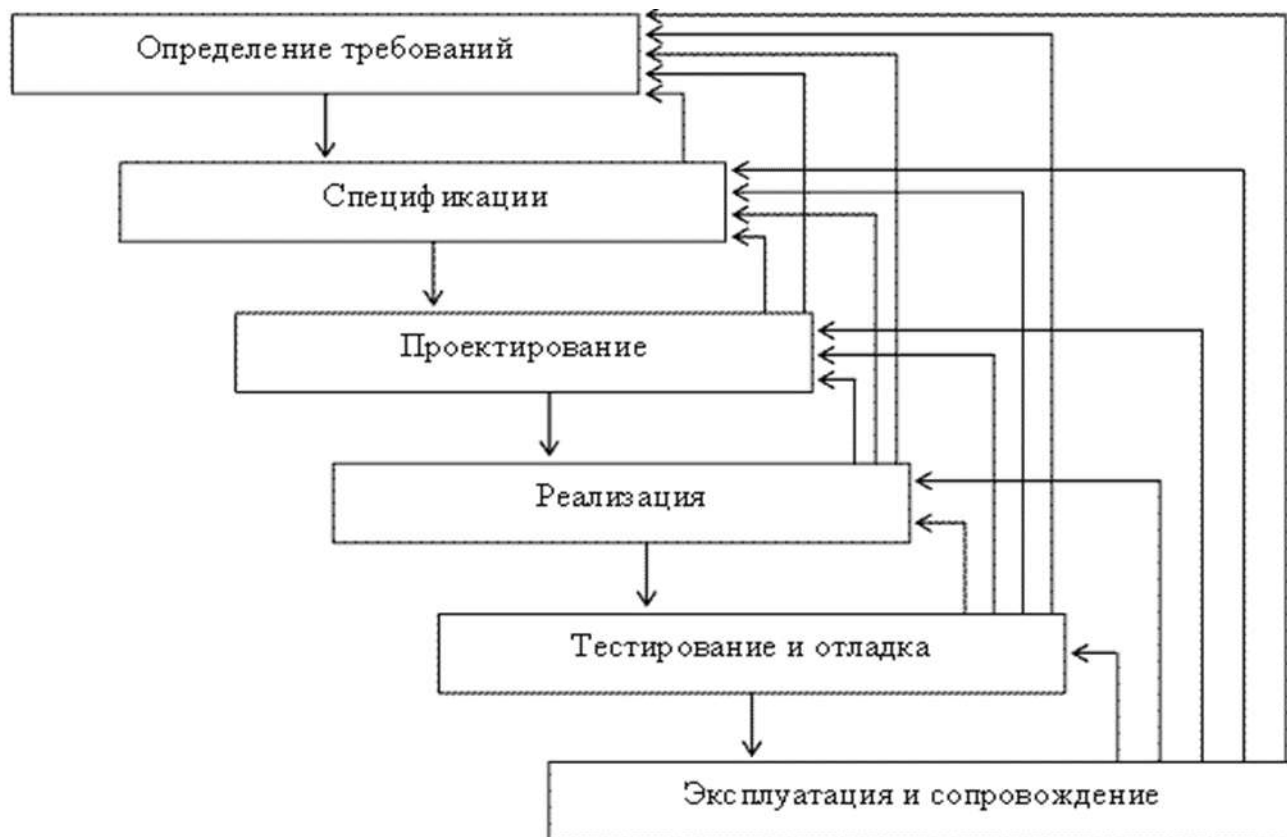 Определение требований
Спецификации
Проектирование
Реализация
Тестирование и отладка
Эксплуатация и сопровождение